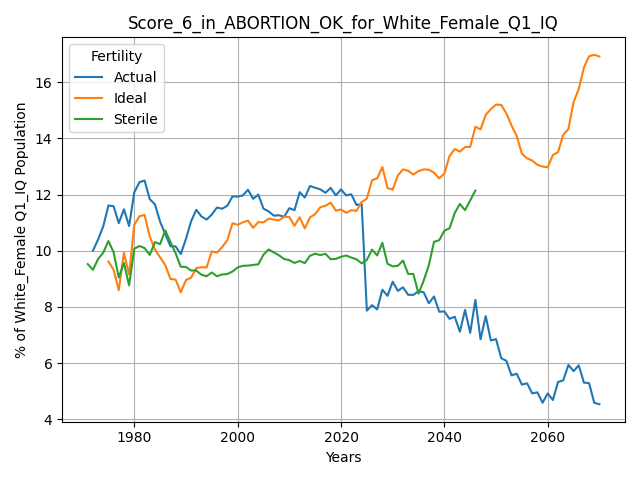 Score_6_in_ABORTION_OK_for_White_Female_Q1_IQ
Fertility
Actual
Ideal
Sterile
% of White_Female Q1_IQ Population
16
14
12
10
8
6
4
1980
2000
2020
2040
2060
Years